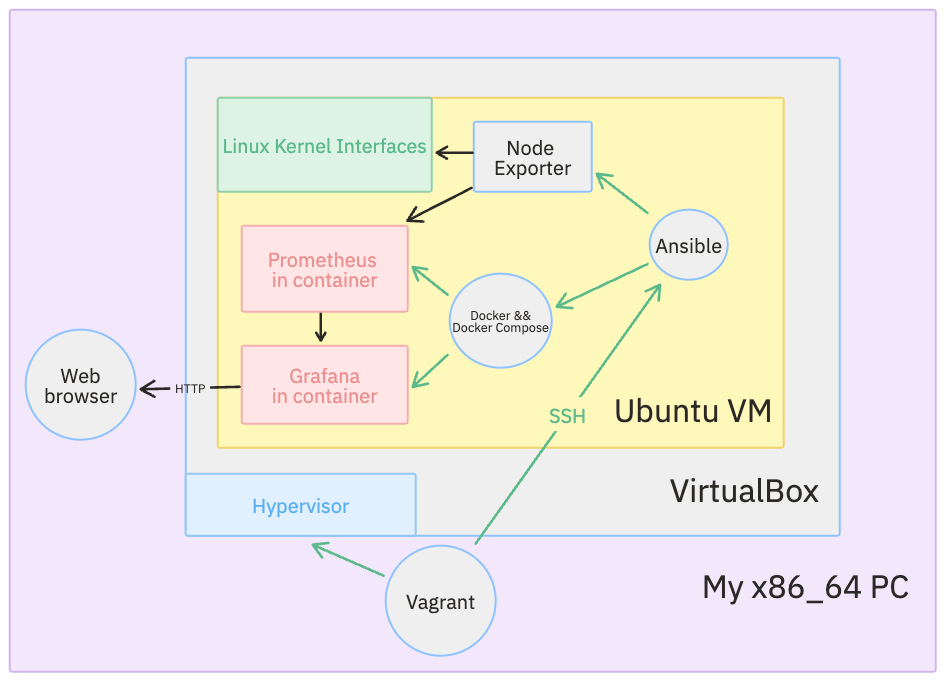 Linux Kernel Interfaces
Node
Exporter
Ansible
Prometheus
in container
Docker &&
Docker Compose
Web
browser
HTTP
Grafana
in container
SSH
Ubuntu VM
VirtualBox
Hypervisor
Vagrant
My x86_64 PC